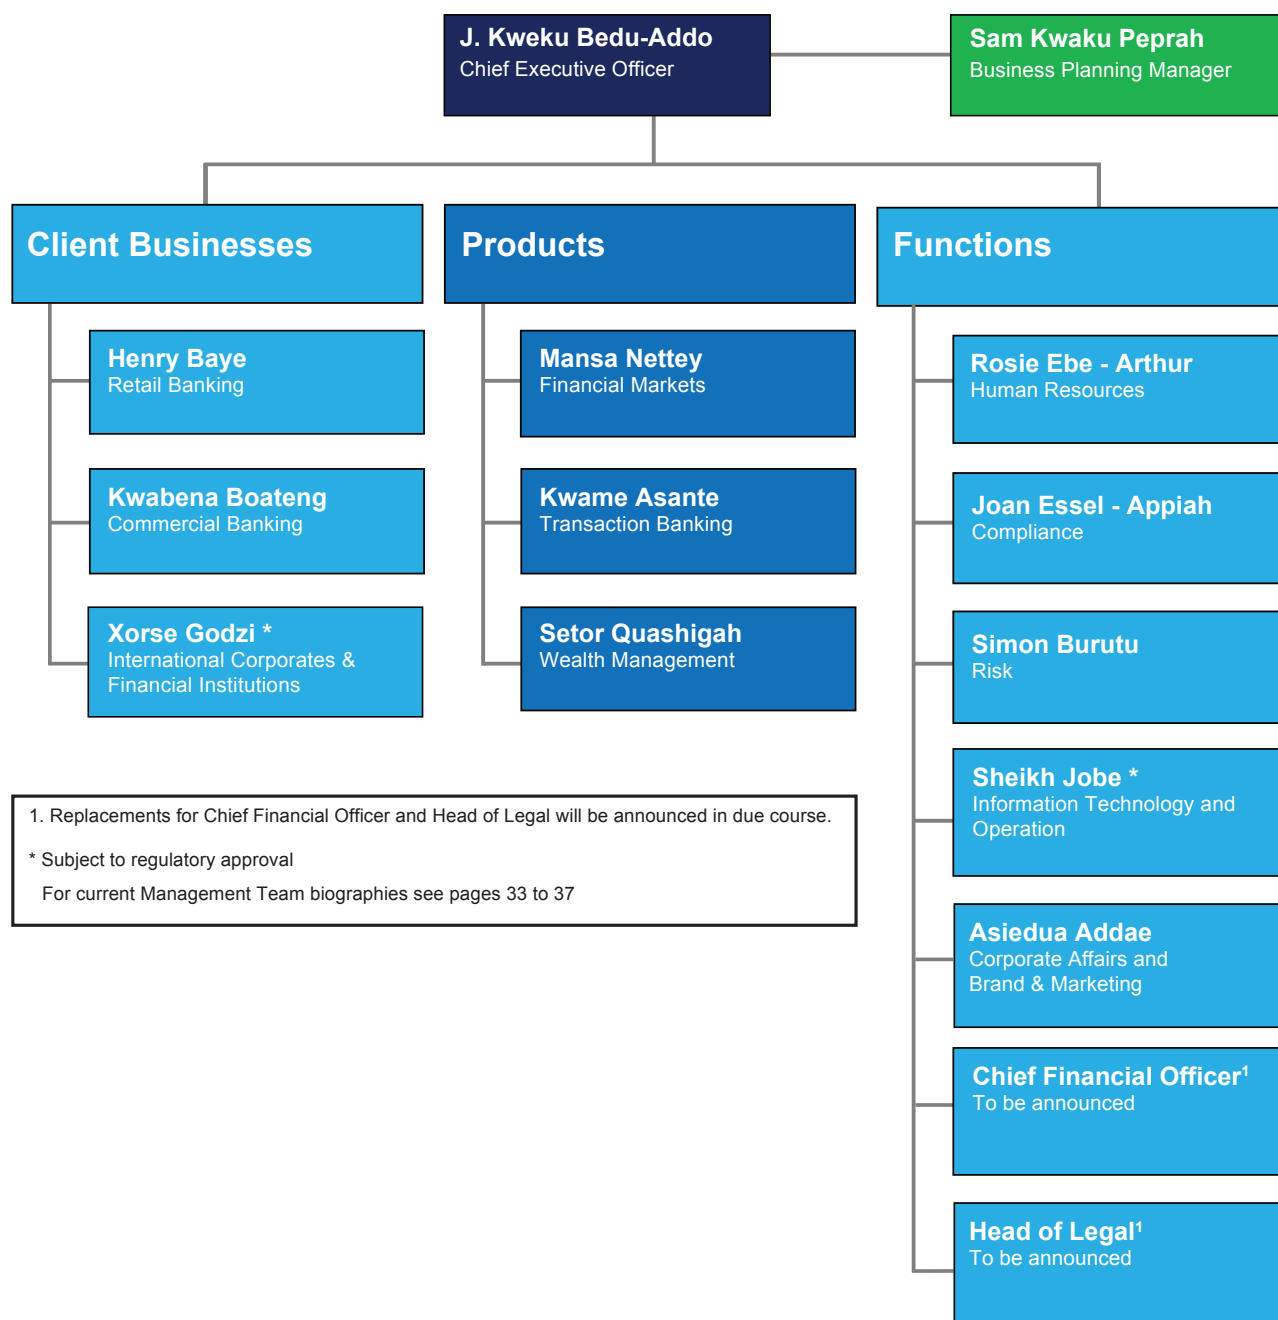 J. Kweku Bedu-Addo
Chief Executive Officer
Sam Kwaku Peprah
Business Planning Manager
Client Businesses
Henry Baye
Retail Banking
Kwabena Boateng
Commercial Banking
Xorse Godzi *
International Corporates &
Financial Institutions
Products
Mansa Nettey
Financial Markets
Kwame Asante
Transaction Banking
Setor Quashigah
Wealth Management
Functions
Rosie Ebe - Arthur
Human Resources
Joan Essel - Appiah
Compliance
Simon Burutu
Risk
Sheikh Jobe *
Information Technology and
Operation
Asiedua Addae
Corporate Affairs and
Brand & Marketing
Chief Financial Officer¹
To be announced
Head of Legal¹
To be announced
1. Replacements for Chief Financial Officer and Head of Legal will be announced in due course.
* Subject to regulatory approval
For current Management Team biographies see pages 33 to 37